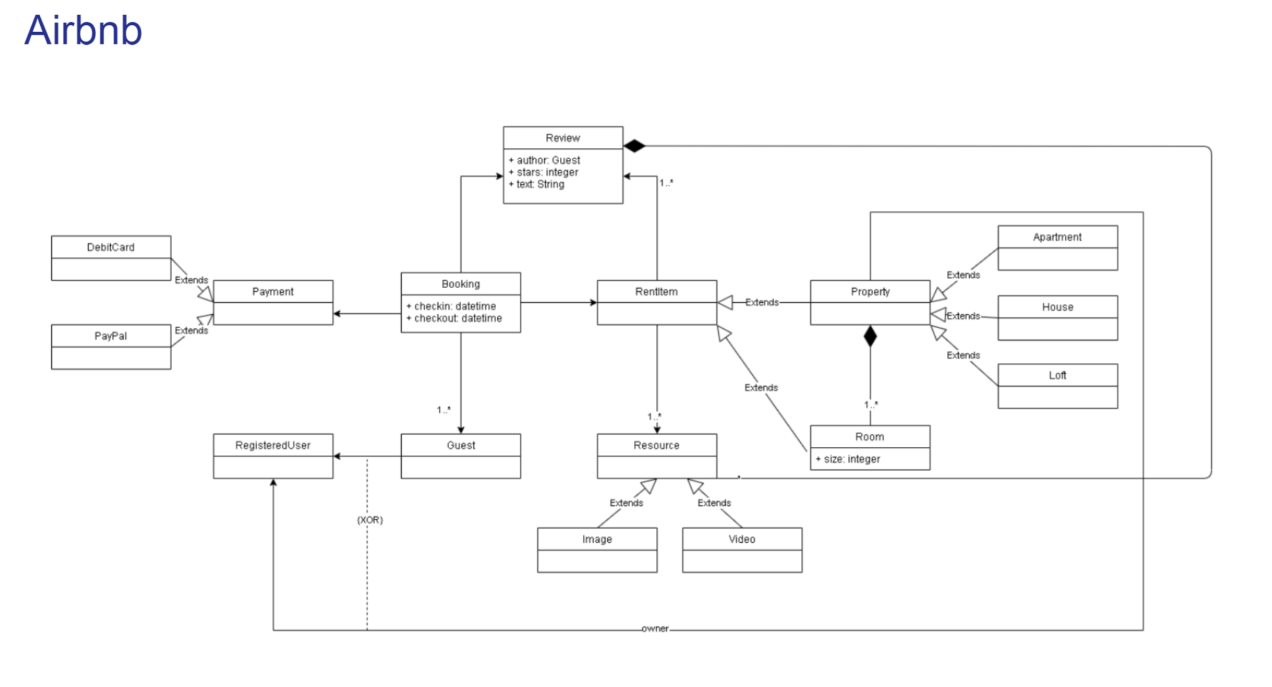 Airbnb
Review
+ author: Guest
+ stars: integer
+ text: String
1..*
DebitCard
Extends
Payment
PayPal
Extends
Booking
+ checkin: datetime
+ checkout: datetime
RentItem
Extends
Property
Apartment
Extends
House
Extends
Loft
Extends
Extends
1..*
1..*
1..*
RegisteredUser
Guest
Resource
Room
+ size: integer
*
Extends
Extends
(XOR)
Image
Video
owner